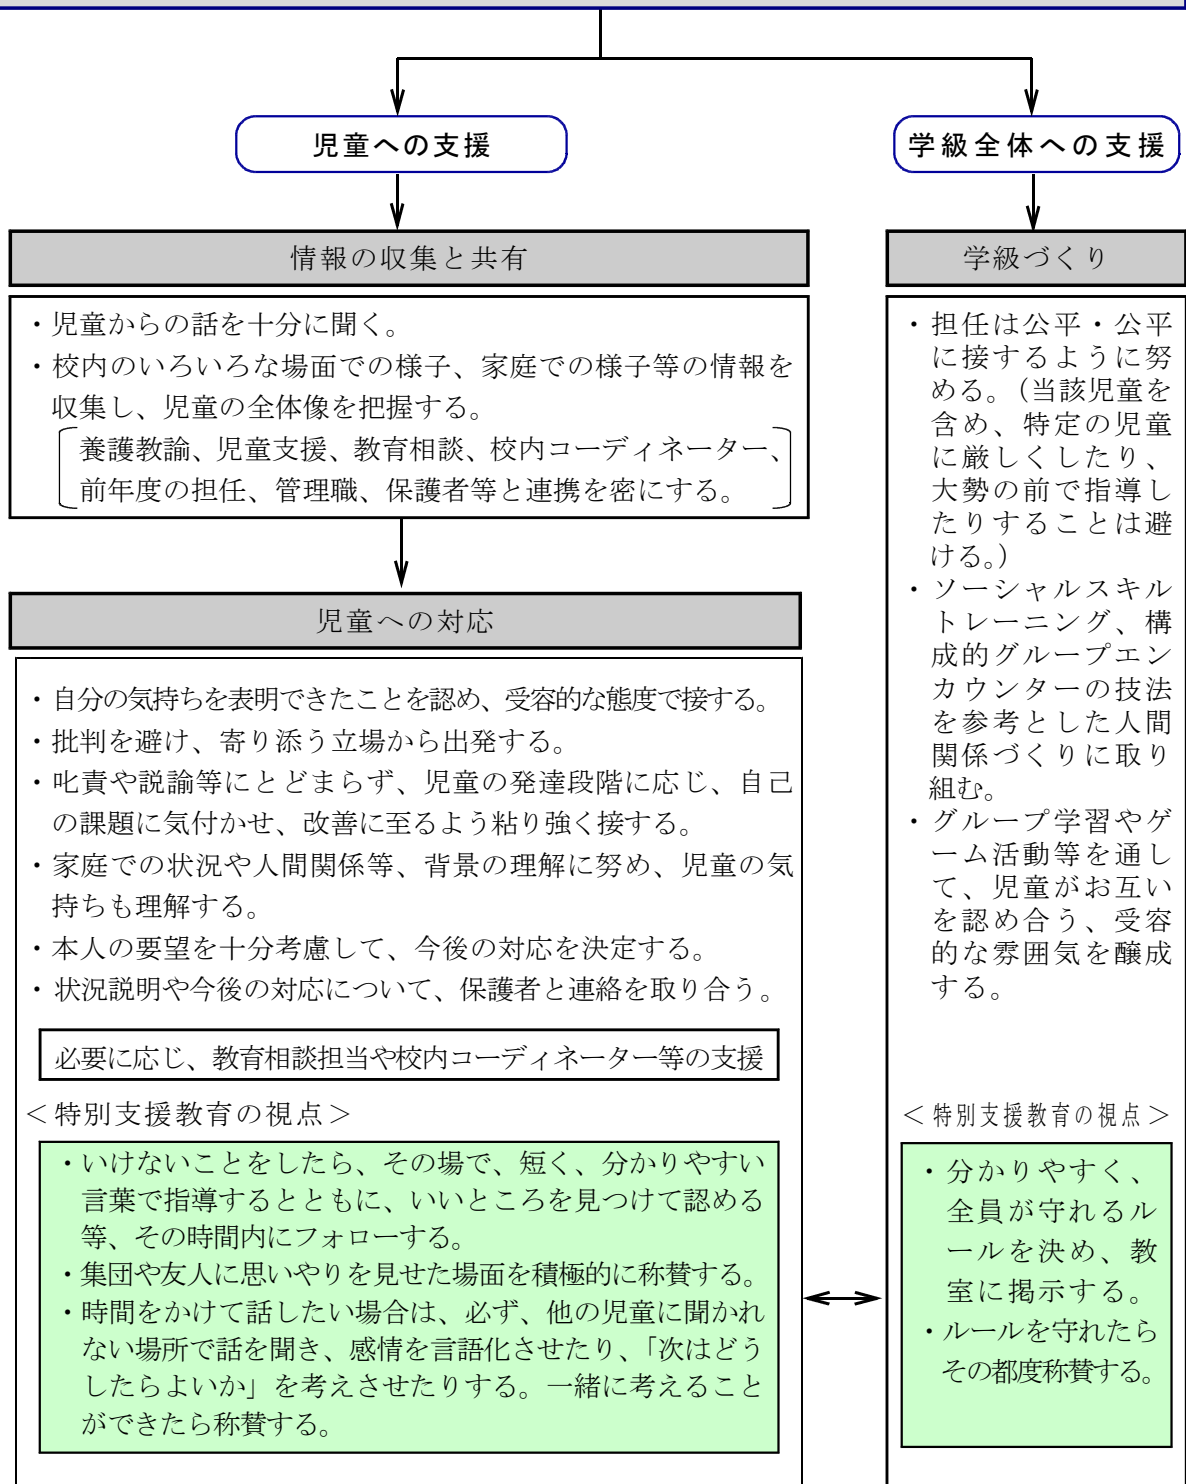 児童への支援
情報の収集と共有
・児童からの話を十分に聞く。
・校内のいろいろな場面での様子、家庭での様子等の情報を
収集し、児童の全体像を把握する。
養護教諭、児童支援、教育相談、校内コーディネーター、
前年度の担任、管理職、保護者等と連携を密にする。
児童への対応
・自分の気持ちを表明できたことを認め、受容的な態度で接する。
・批判を避け、寄り添う立場から出発する。
・叱責や説諭等にとどまらず、児童の発達段階に応じ、自己
の課題に気付かせ、改善に至るよう粘り強く接する。
・家庭での状況や人間関係等、背景の理解に努め、児童の気
持ちも理解する。
・本人の要望を十分考慮して、今後の対応を決定する。
・状況説明や今後の対応について、保護者と連絡を取り合う。
必要に応じ、教育相談担当や校内コーディネーター等の支援
＜特別支援教育の視点＞
・いけないことをしたら、その場で、短く、分かりやすい
言葉で指導するとともに、いいところを見つけて認める
等、その時間内にフォローする。
・集団や友人に思いやりを見せた場面を積極的に称賛する。
・時間をかけて話したい場合は、必ず、他の児童に聞かれ
ない場所で話を聞き、感情を言語化させたり、「次はどう
したらよいか」を考えさせたりする。一緒に考えること
ができたら称賛する。
学級全体への支援
学級づくり
・担任は公平・公平
に接するように努
める。（当該児童を
含め、特定の児童
に厳しくしたり、
大勢の前で指導し
たりすることは避
ける。）
・ソーシャルスキル
トレーニング、構
成的グループエン
カウンターの技法
を参考とした人間
関係づくりに取り
組む。
・グループ学習やゲ
ーム活動等を通し
て、児童がお互い
を認め合う、受容
的な雰囲気を醸成
する。
＜特別支援教育の視点＞
・分かりやすく、
全員が守れるル
ールを決め、教
室に掲示する。
・ルールを守れたら
その都度称賛する。